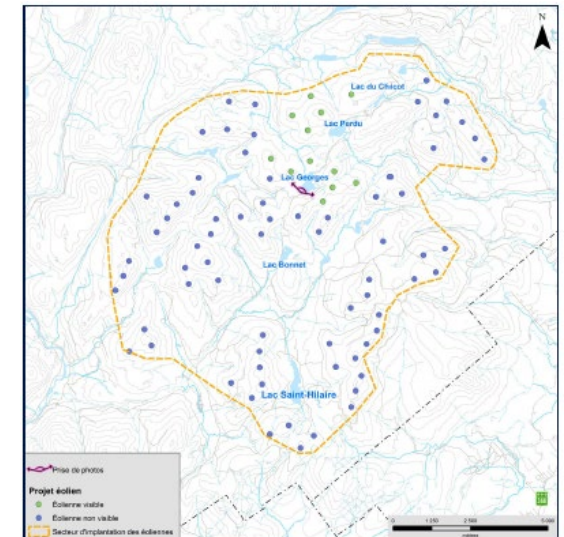 N
Lac du Chicot
Lac Perdu
Lac Georges
Lac Bonnet
Lac Saint-Hilaire
Prise de photos
Projet éolien
Éolienne visible
Éolienne non visible
Secteur d'implantation des éoliennes
0 1 250 2 500 5 000
mètres